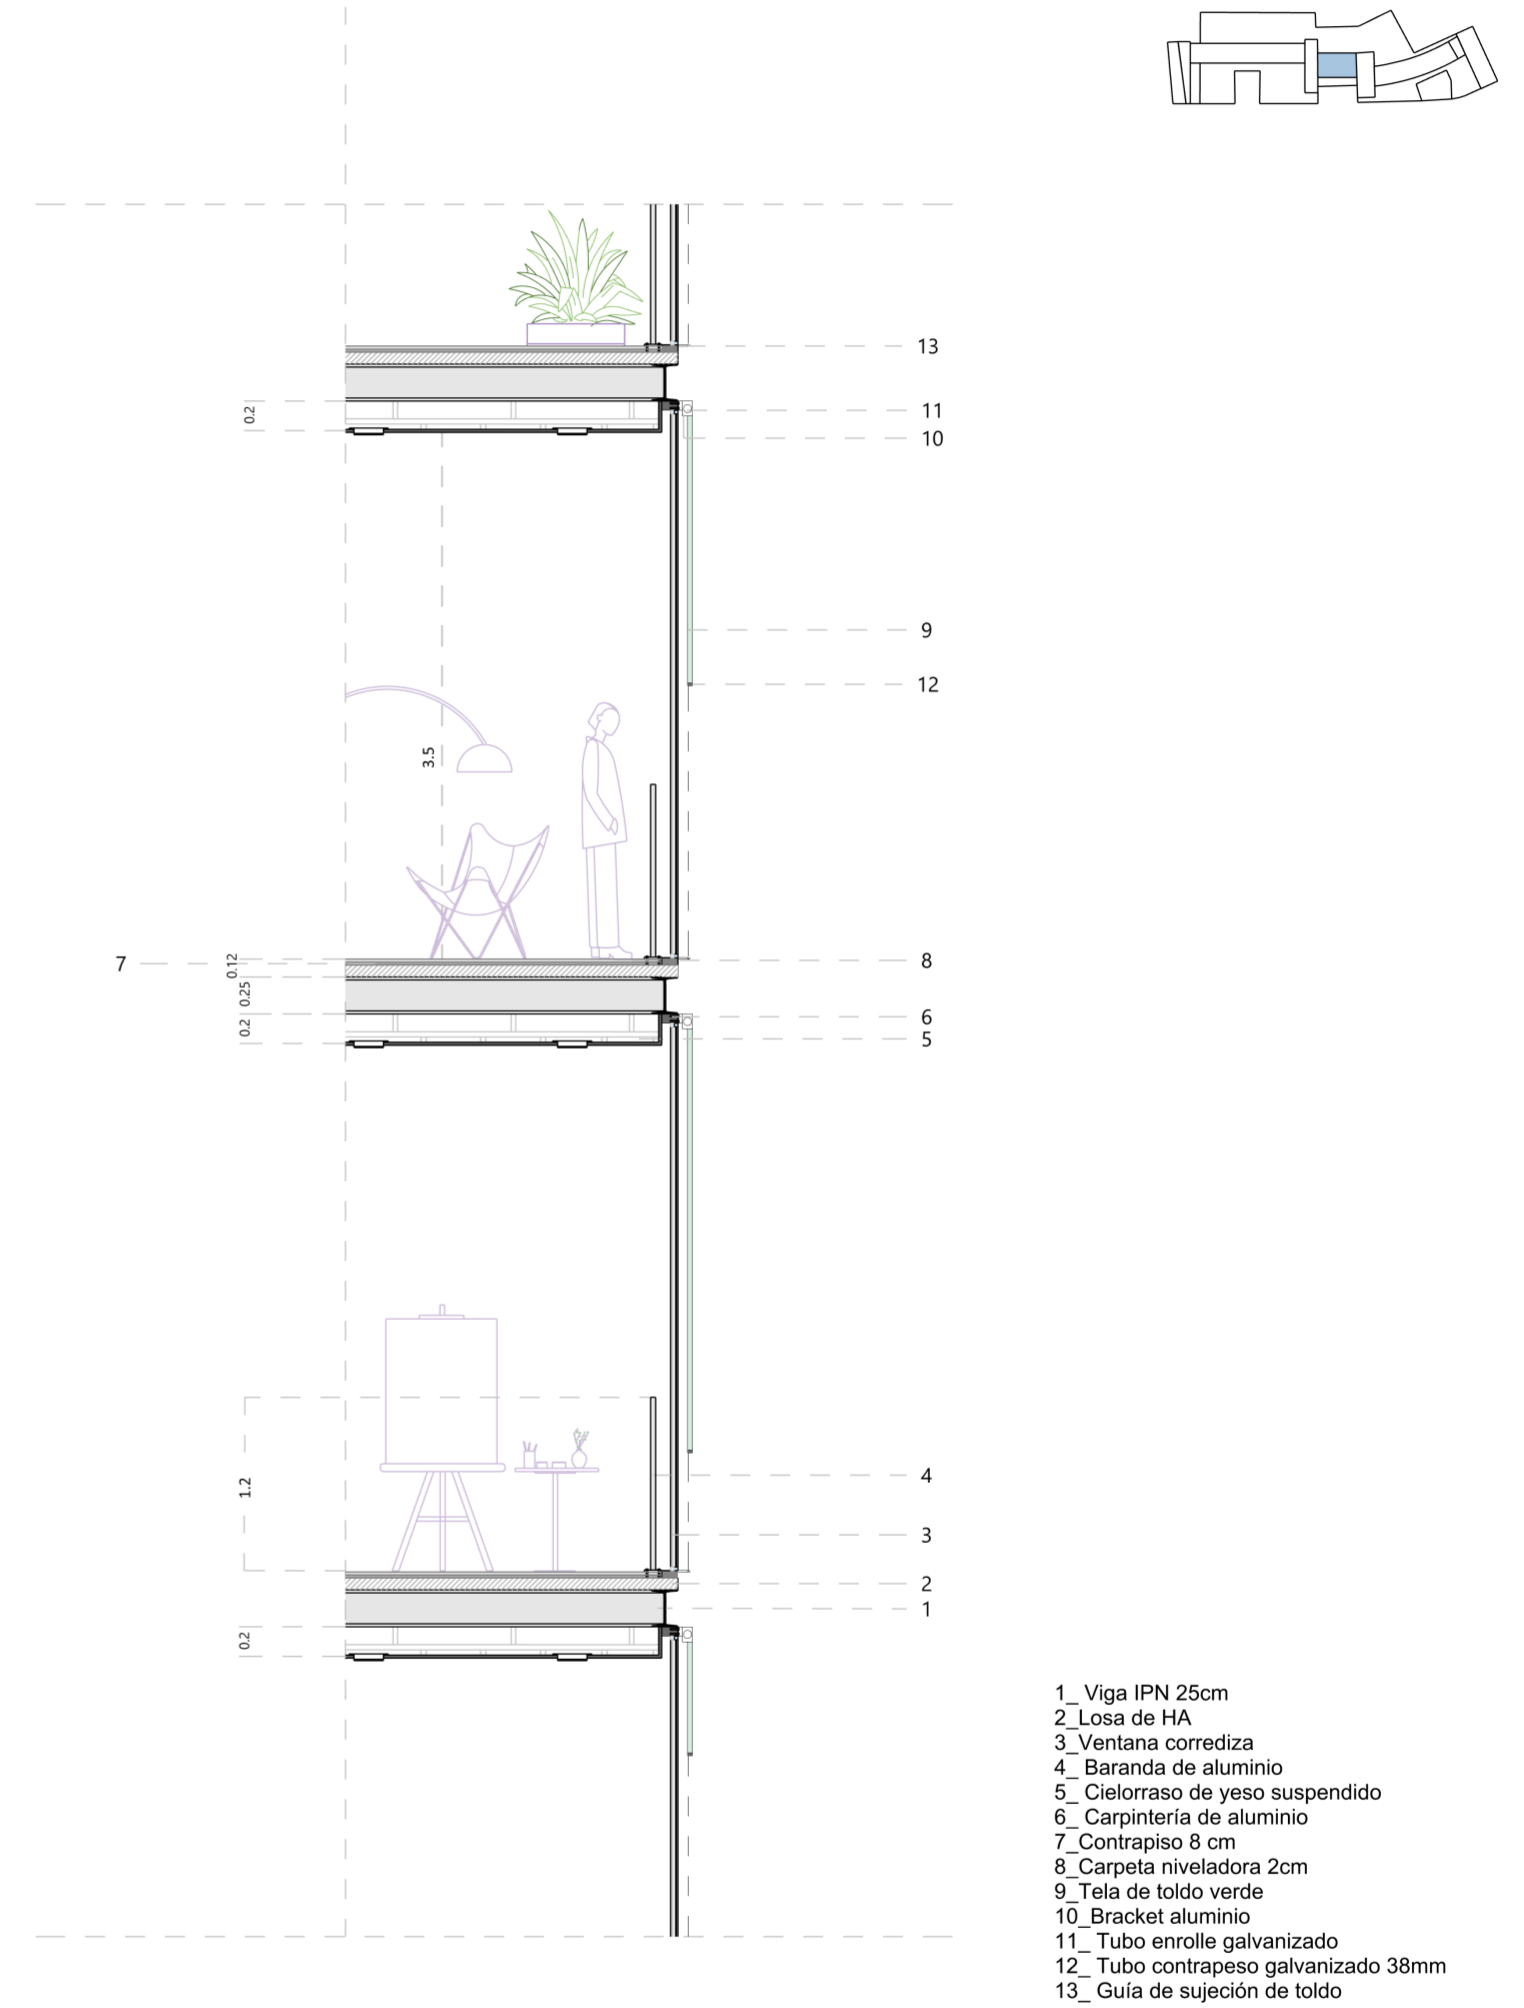 13
0.2
11
10
9
12
3.5
7
0.12
8
0.25
6
0.2
5
1.2
4
3
2
1
0.2
1_ Viga IPN 25cm
2_Losa de HA
3_Ventana corrediza
4_ Baranda de aluminio
5_ Cielorraso de yeso suspendido
6_ Carpintería de aluminio
7_Contrapiso 8 cm
8_Carpeta niveladora 2cm
9_Tela de toldo verde
10_Bracket aluminio
11_ Tubo enrolle galvanizado
12_ Tubo contrapeso galvanizado 38mm
13_ Guía de sujeción de toldo